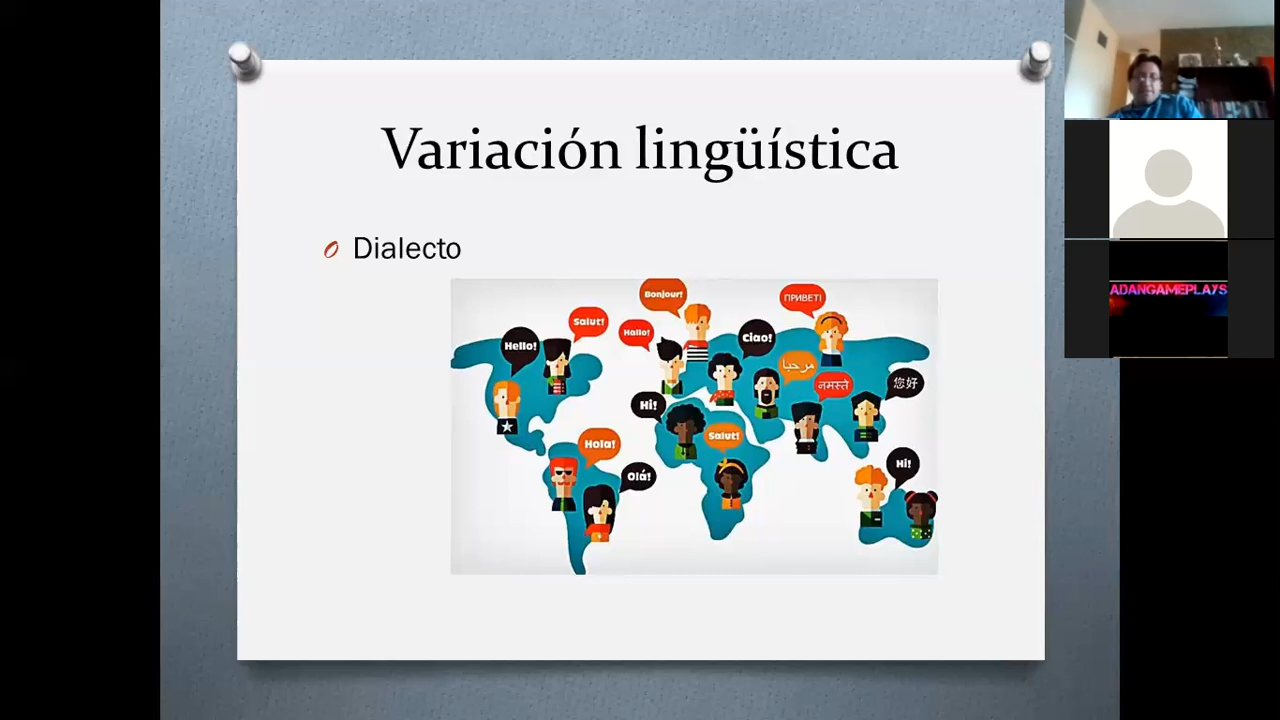 Variación lingüística
Dialecto
Bonjour!
ПРИВЕТ!
Salut!
Hallo!
Hello!
Ciao!
مرحبا
नमस्ते
您好
Hi!
Salut!
Hola!
Olá!
Hi!
ADANGAMEPLAYS